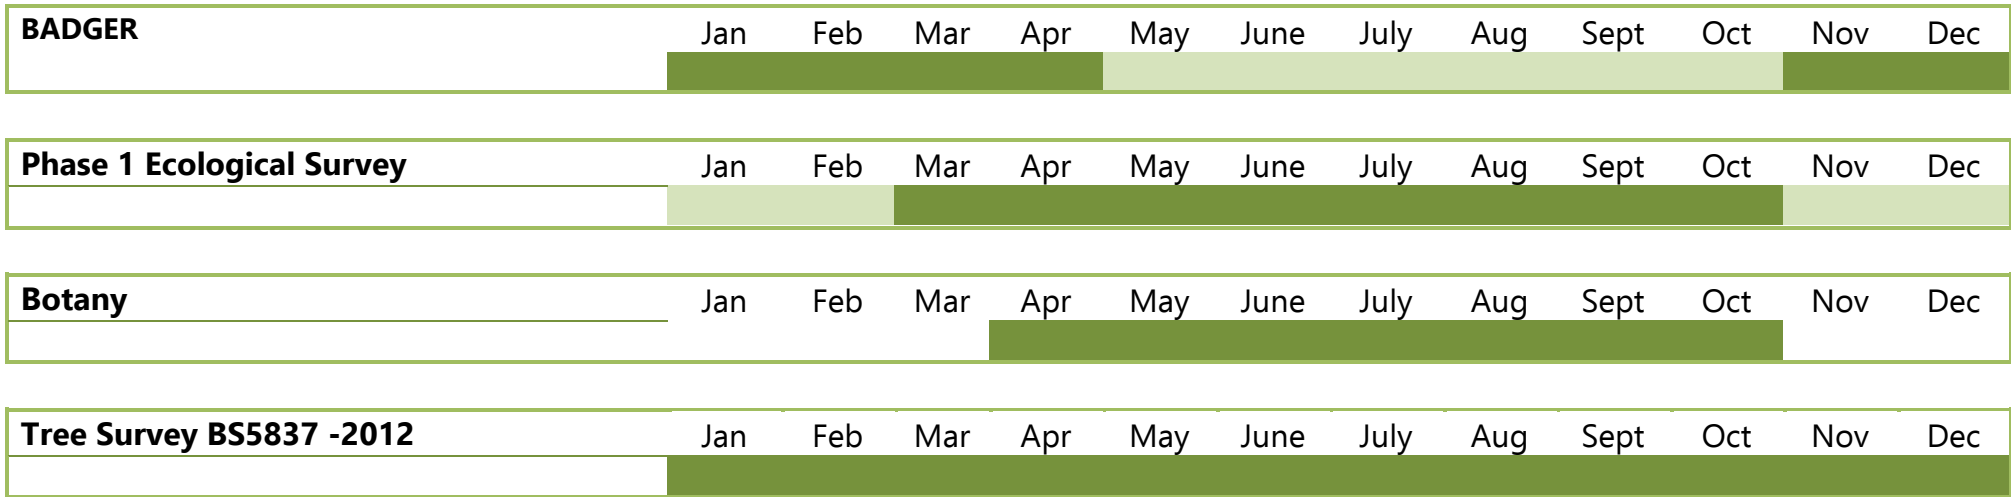 BADGER Jan Feb Mar Apr May June July Aug Sept Oct Nov Dec
Phase 1 Ecological Survey Jan Feb Mar Apr May June July Aug Sept Oct Nov Dec
Botany Jan Feb Mar Apr May June July Aug Sept Oct Nov Dec
Tree Survey BS5837 -2012 Jan Feb Mar Apr May June July Aug Sept Oct Nov Dec